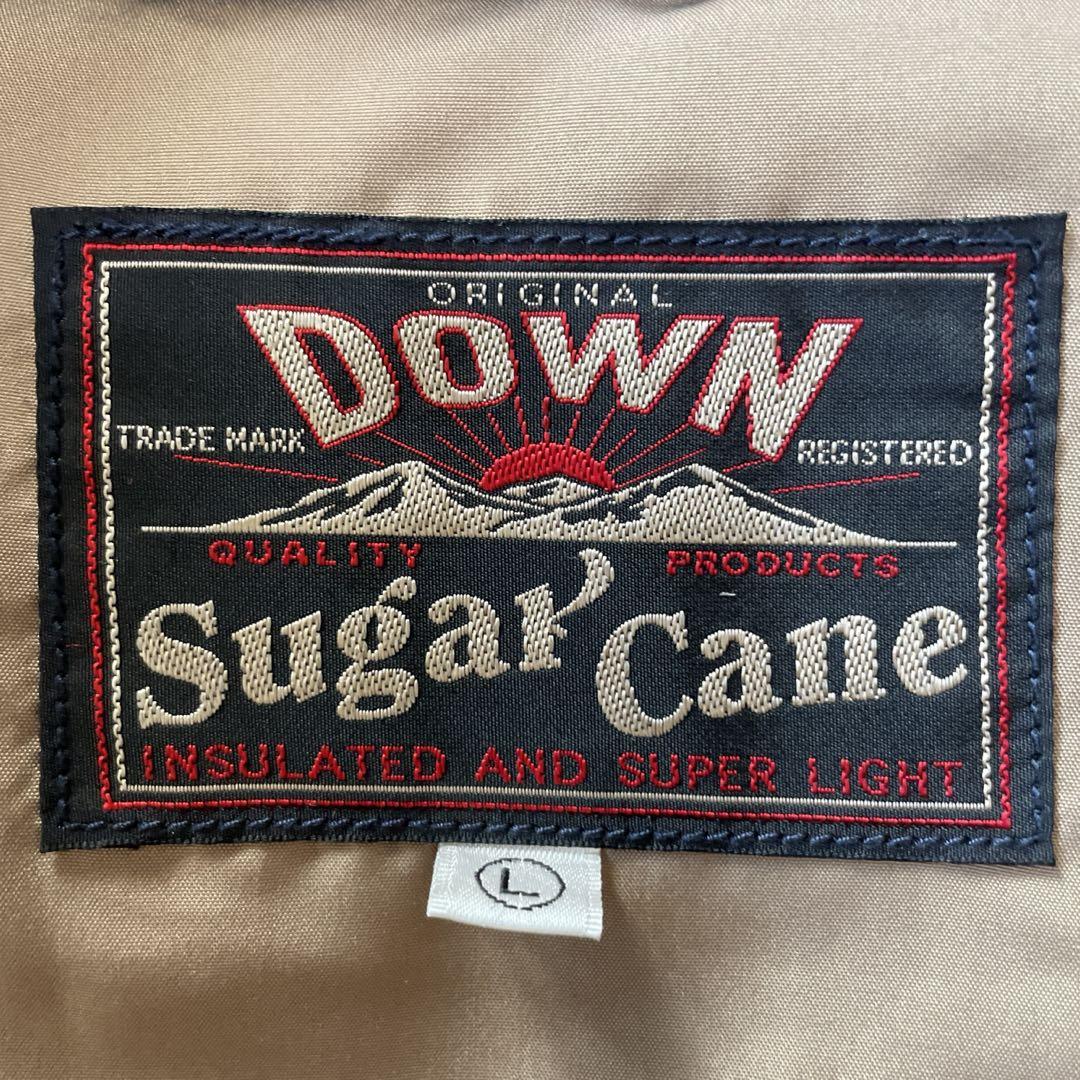 ORIGINAL
DOWN
TRADE MARK REGISTERED
QUALITY PRODUCTS
Sugar Cane
INSULATED AND SUPER LIGHT
L